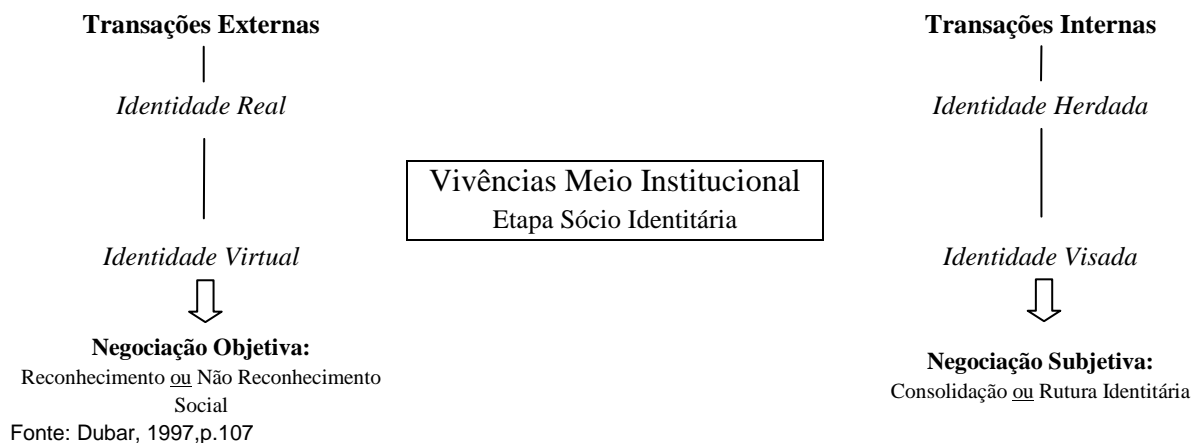 Transações Externas
Identidade Real
Identidade Virtual
Negociação Objetiva:
Reconhecimento ou Não Reconhecimento
Social
Vivências Meio Institucional
Etapa Sócio Identitária
Transações Internas
Identidade Herdada
Identidade Visada
Negociação Subjetiva:
Consolidação ou Rutura Identitária
Fonte: Dubar, 1997,p.107